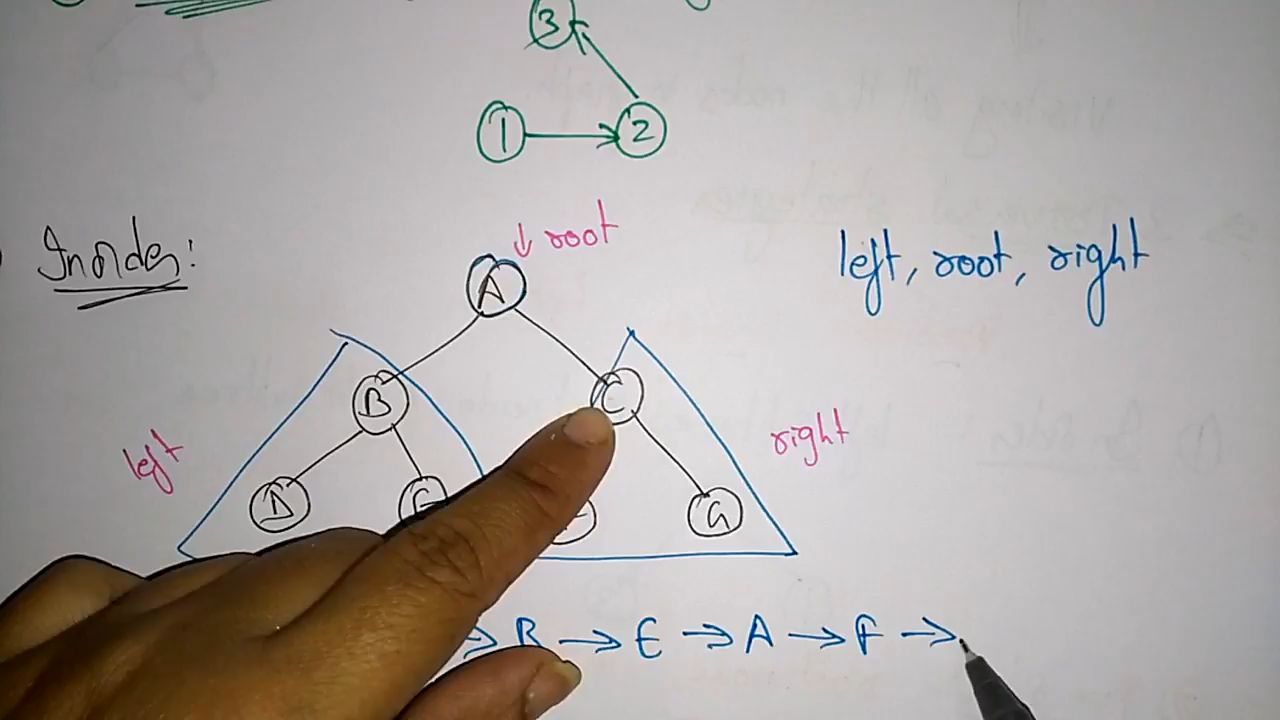 3
1 → 2
Inorder:
↓ root
left, root, right
A
B
C
left
right
D
E
G
→ B → E → A → F →